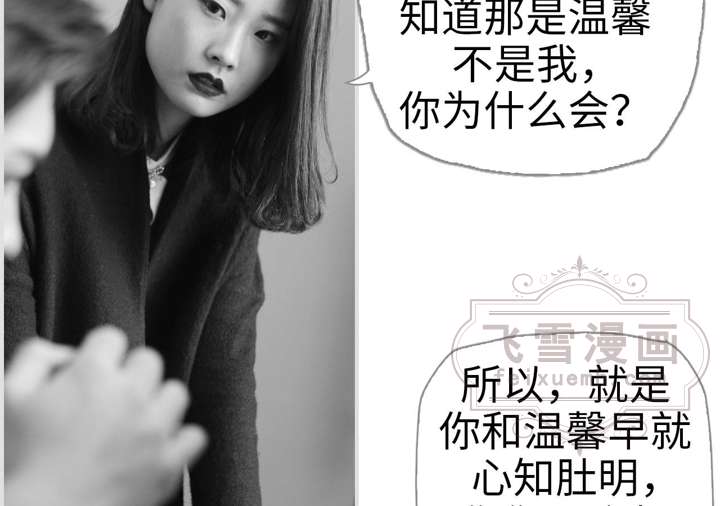 知道那是温馨
不是我，
你为什么会？
飞雪漫画
所以，就是
你和温馨早就
心知肚明，